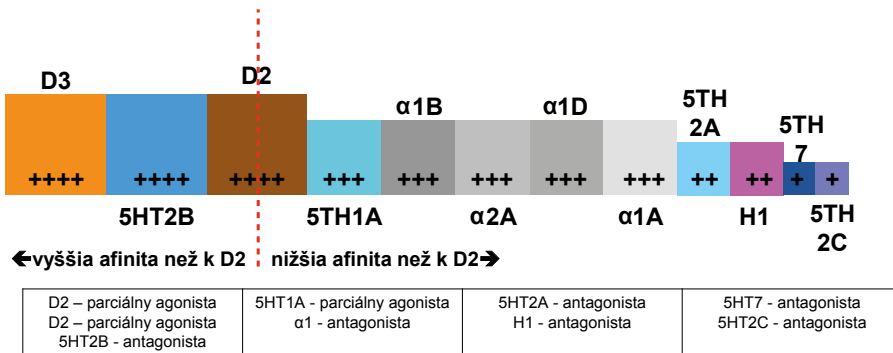 D3
D2
α1B
α1D
5TH
2A
5TH
7
++++
++++
++++
+++
+++
+++
+++
+++
++
++
+
+
5HT2B
5TH1A
α2A
α1A
H1
5TH
2C
←vyššia afinita než k D2
nižšia afinita než k D2→
D2 – parciálny agonista
D2 – parciálny agonista
5HT2B - antagonista
5HT1A - parciálny agonista
α1 - antagonista
5HT2A - antagonista
H1 - antagonista
5HT7 - antagonista
5HT2C - antagonista